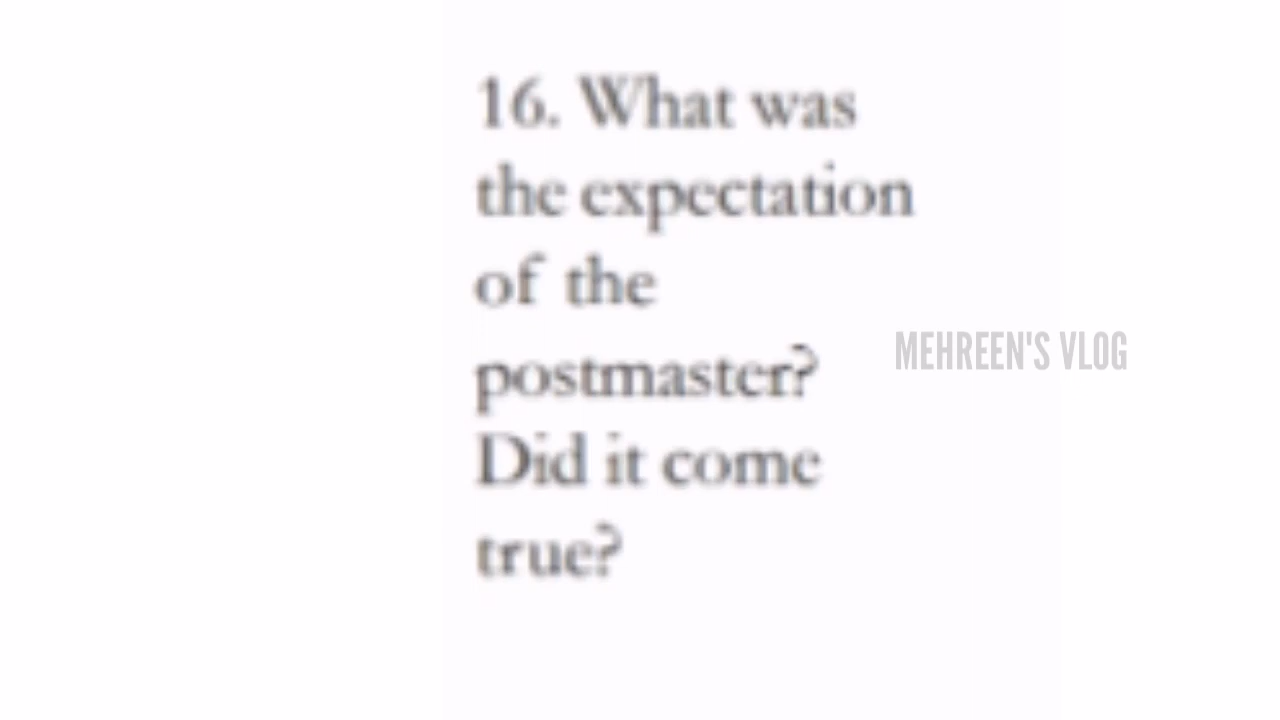 16. What was
the expectation
of the
postmaster?
Did it come
true?
MEHREEN'S VLOG